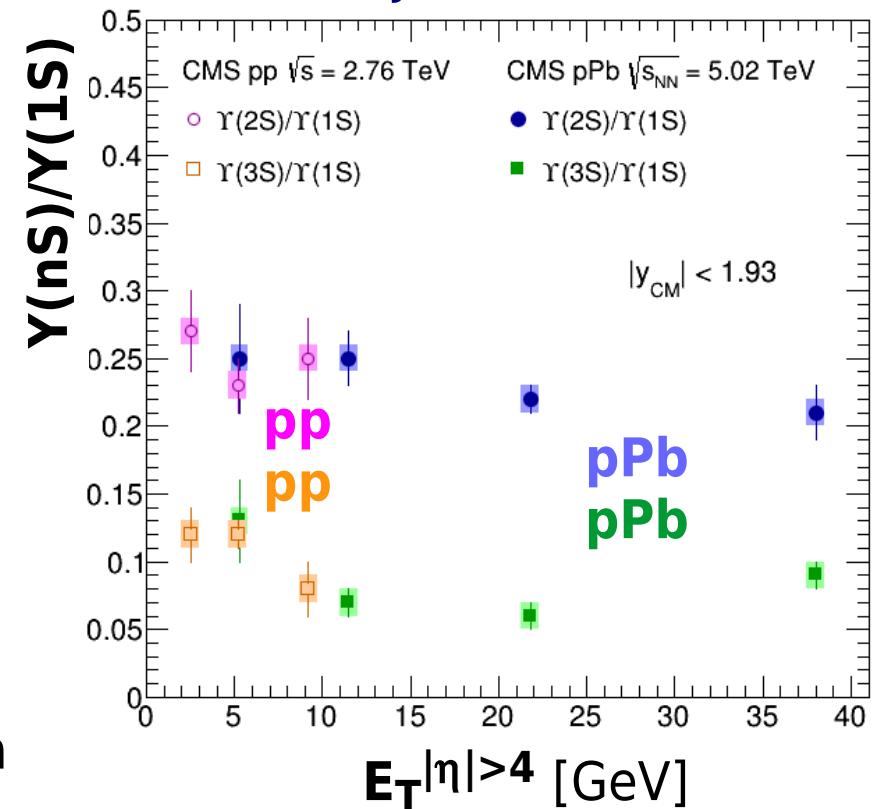 0.5
CMS pp √s = 2.76 TeV
CMS pPb √sNN = 5.02 TeV
0.45
ϒ(2S)/ϒ(1S)
ϒ(2S)/ϒ(1S)
0.4
ϒ(3S)/ϒ(1S)
ϒ(3S)/ϒ(1S)
0.35
|yCM| < 1.93
0.3
Y(nS)/Y(1S)
0.25
pp
0.2
pPb
pp
0.15
pPb
0.1
0.05
0
0 5 10 15 20 25 30 35 40
ET|η|>4 [GeV]